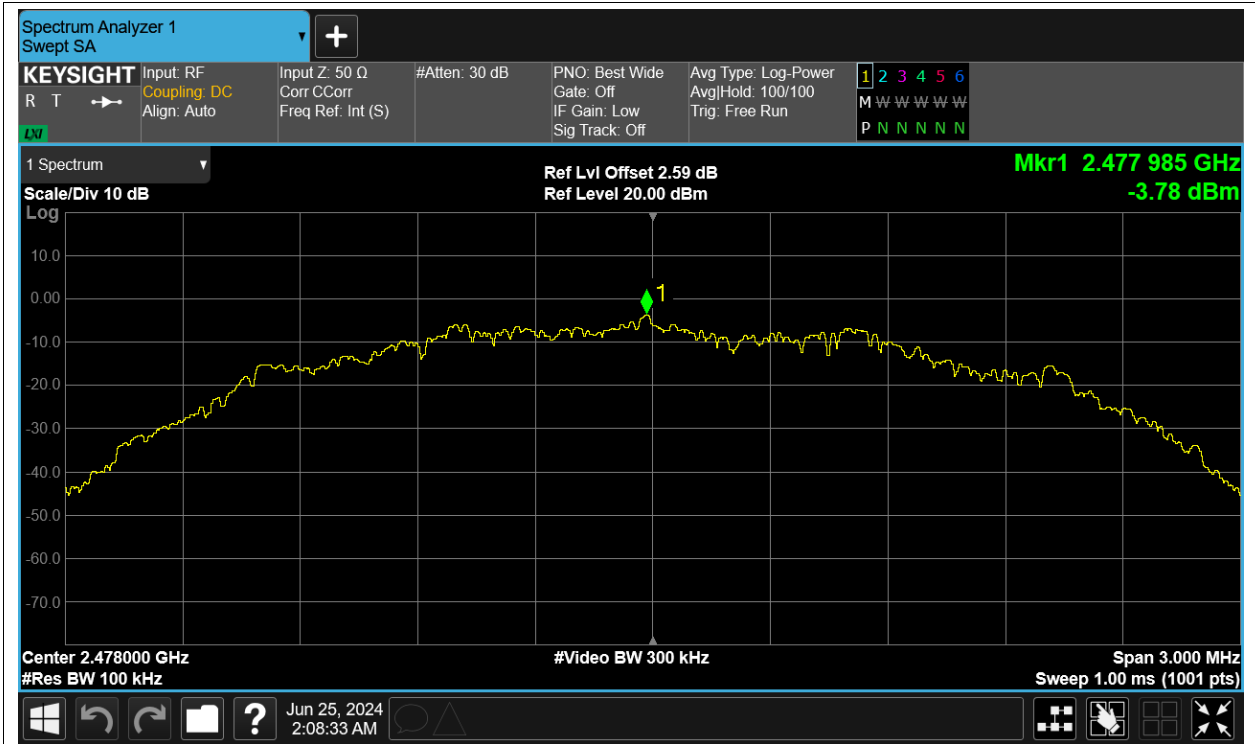 Spectrum Analyzer 1
Swept SA
KEYSIGHT
R T
LXI
Input: RF
Coupling: DC
Align: Auto
Input Z: 50 Ω
Corr CCorr
Freq Ref: Int (S)
#Atten: 30 dB
PNO: Best Wide
Gate: Off
IF Gain: Low
Sig Track: Off
Avg Type: Log-Power
Avg|Hold: 100/100
Trig: Free Run
1 2 3 4 5 6
M W W W W W W
P N N N N N N
1 Spectrum
Scale/Div 10 dB
Log
Ref Lvl Offset 2.59 dB
Ref Level 20.00 dBm
Mkr1 2.477 985 GHz
-3.78 dBm
10.0
0.00
1
-10.0
-20.0
-30.0
-40.0
-50.0
-60.0
-70.0
Center 2.478000 GHz
#Res BW 100 kHz
#Video BW 300 kHz
Span 3.000 MHz
Sweep 1.00 ms (1001 pts)
?
Jun 25, 2024
2:08:33 AM